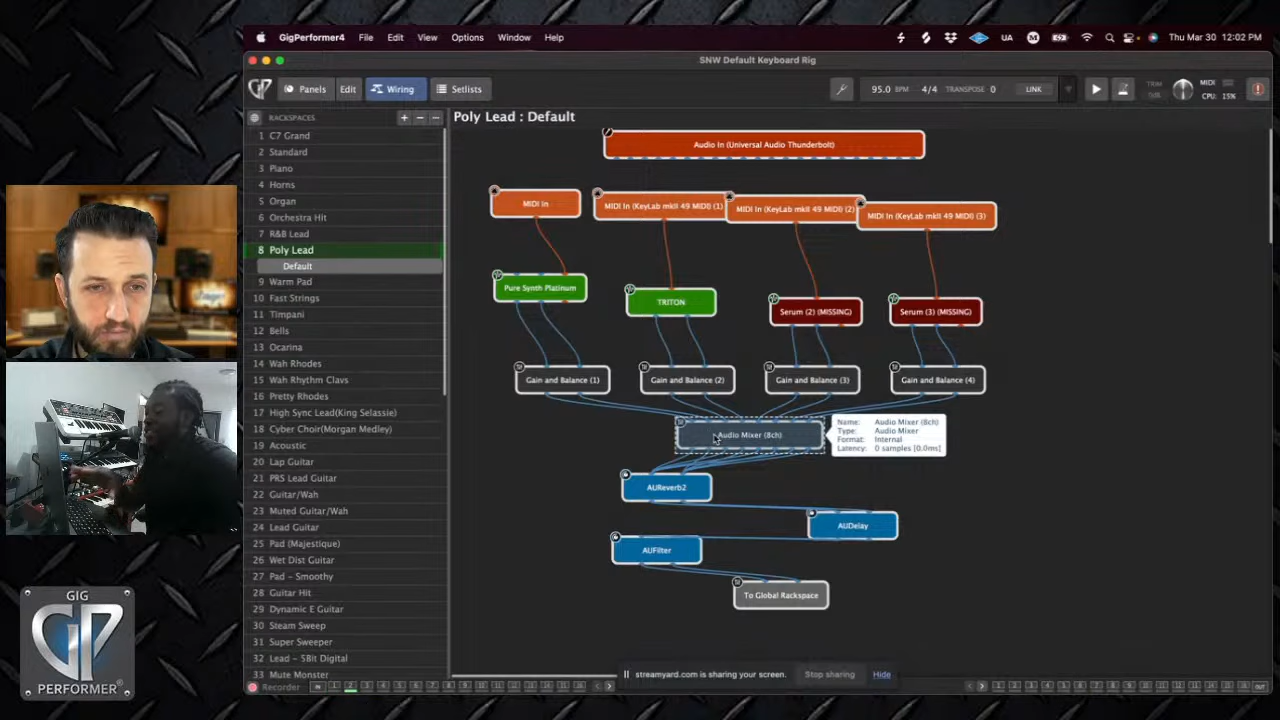 GigPerformer4 File Edit View Options Window Help
UA
Thu Mar 30 12:02 PM
SNW Default Keyboard Rig
Panels Edit Wiring Setlists
95.0 BPM 4/4 TRANSPOSE 0 LINK
TRIM
MIDI
CPU: 15%
RACKSPACES
1 C7 Grand
2 Standard
3 Piano
4 Horns
5 Organ
6 Orchestra Hit
7 R&B Lead
8 Poly Lead
Default
9 Warm Pad
10 Fast Strings
11 Timpani
12 Bells
13 Ocarina
14 Wah Rhodes
15 Wah Rhythm Clavs
16 Pretty Rhodes
17 High Sync Lead(King Selassie)
18 Cyber Choir(Morgan Medley)
19 Acoustic
20 Lap Guitar
21 PRS Lead Guitar
22 Guitar/Wah
23 Muted Guitar/Wah
24 Lead Guitar
25 Pad (Majestique)
26 Wet Dist Guitar
27 Pad - Smoothy
28 Guitar Hit
29 Dynamic E Guitar
30 Steam Sweep
31 Super Sweeper
32 Lead - 5Bit Digital
33 Mute Monster
Poly Lead : Default
Audio In (Universal Audio Thunderbolt)
MIDI In
MIDI In (KeyLab mkII 49 MIDI) (1)
MIDI In (KeyLab mkII 49 MIDI) (2)
MIDI In (KeyLab mkII 49 MIDI) (3)
Pure Synth Platinum
TRITON
Serum (2) (MISSING)
Serum (3) (MISSING)
Gain and Balance (1)
Gain and Balance (2)
Gain and Balance (3)
Gain and Balance (4)
Audio Mixer (8ch)
Name: Audio Mixer (8ch)
Type: Audio Mixer
Format: Internal
Latency: 0 samples [0.0ms]
AUReverb2
AUDelay
AUFilter
To Global Rackspace
streamyard.com is sharing your screen. Stop sharing Hide
Recorder
GIG
PERFORMER®